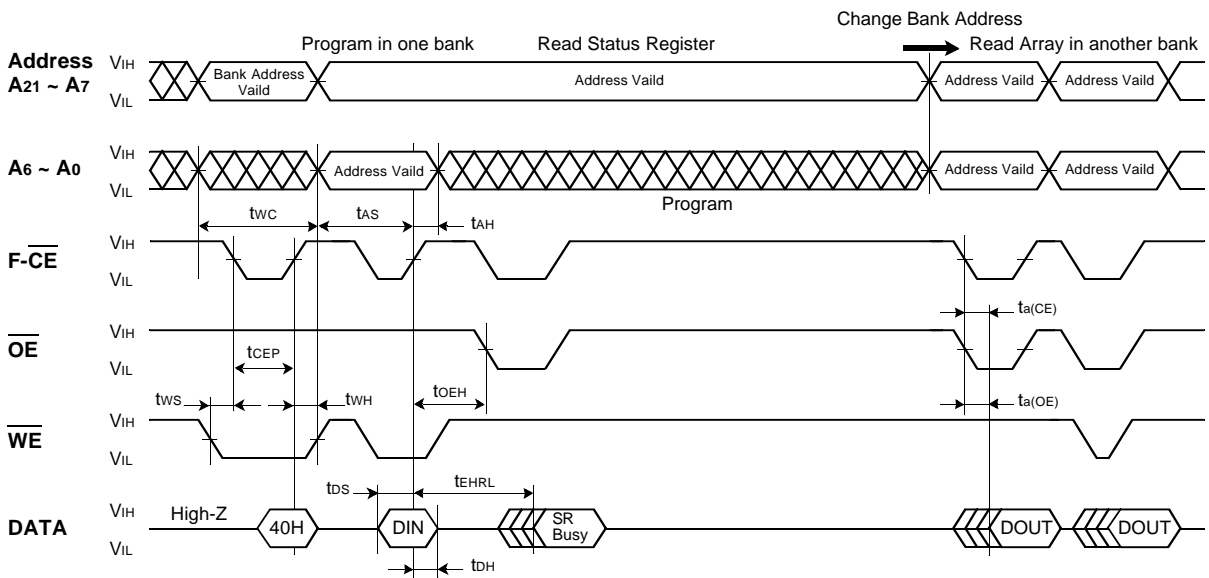 Change Bank Address
Program in one bank Read Status Register Read Array in another bank
Address
A21 ~ A7
VIH
VIL
Bank Address
Vaild
Address Vaild
Address Vaild
Address Vaild
A6 ~ A0
VIH
VIL
Address Vaild
Address Vaild
Address Vaild
Program
tWC
tAS
tAH
F-CE
VIH
VIL
ta(CE)
OE
VIH
VIL
tCEP
tOEH
tWS
tWH
ta(OE)
WE
VIH
VIL
tDS
tEHRL
DATA
VIH
VIL
High-Z
40H
DIN
SR
Busy
DOUT
DOUT
tDH